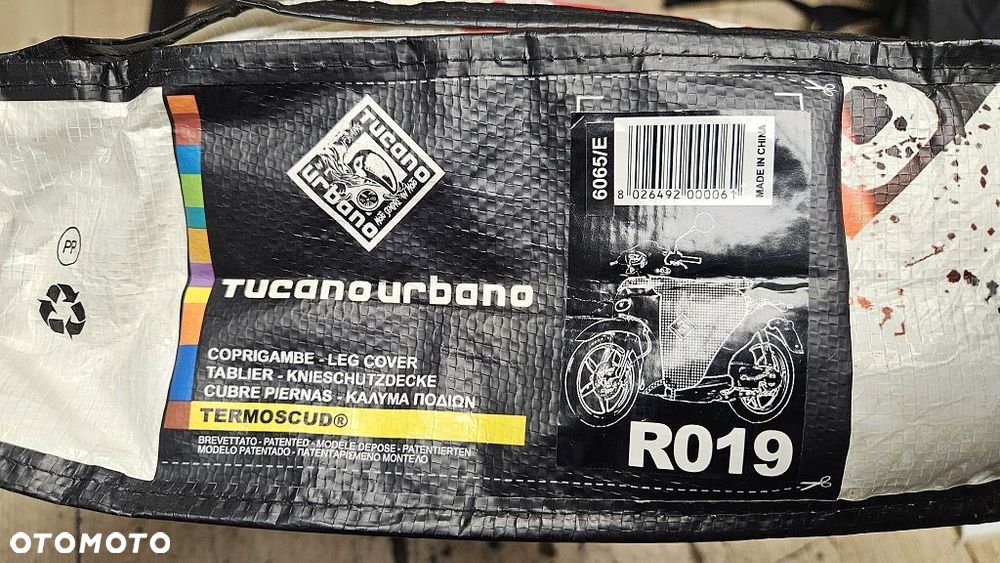 PP
TUCANO
urbano
Tucanourbano
COPRIGAMBE - LEG COVER
TABLIER - KNIESCHUTZDECKE
CUBRE PIERNAS - ΚΑΛΥΜΑ ΠΟΔΙΩΝ
TERMOSCUD®
BREVETTATO - PATENTED - MODELE DEPOSE - PATENTIERTEN
MODELO PATENTADO - ΠΑΤΕΝΤΑΡΙΣΜΕΝΟ ΜΟΝΤΕΛΟ
6065/E
8 026492 000061
MADE IN CHINA
R019
OTOMOTO